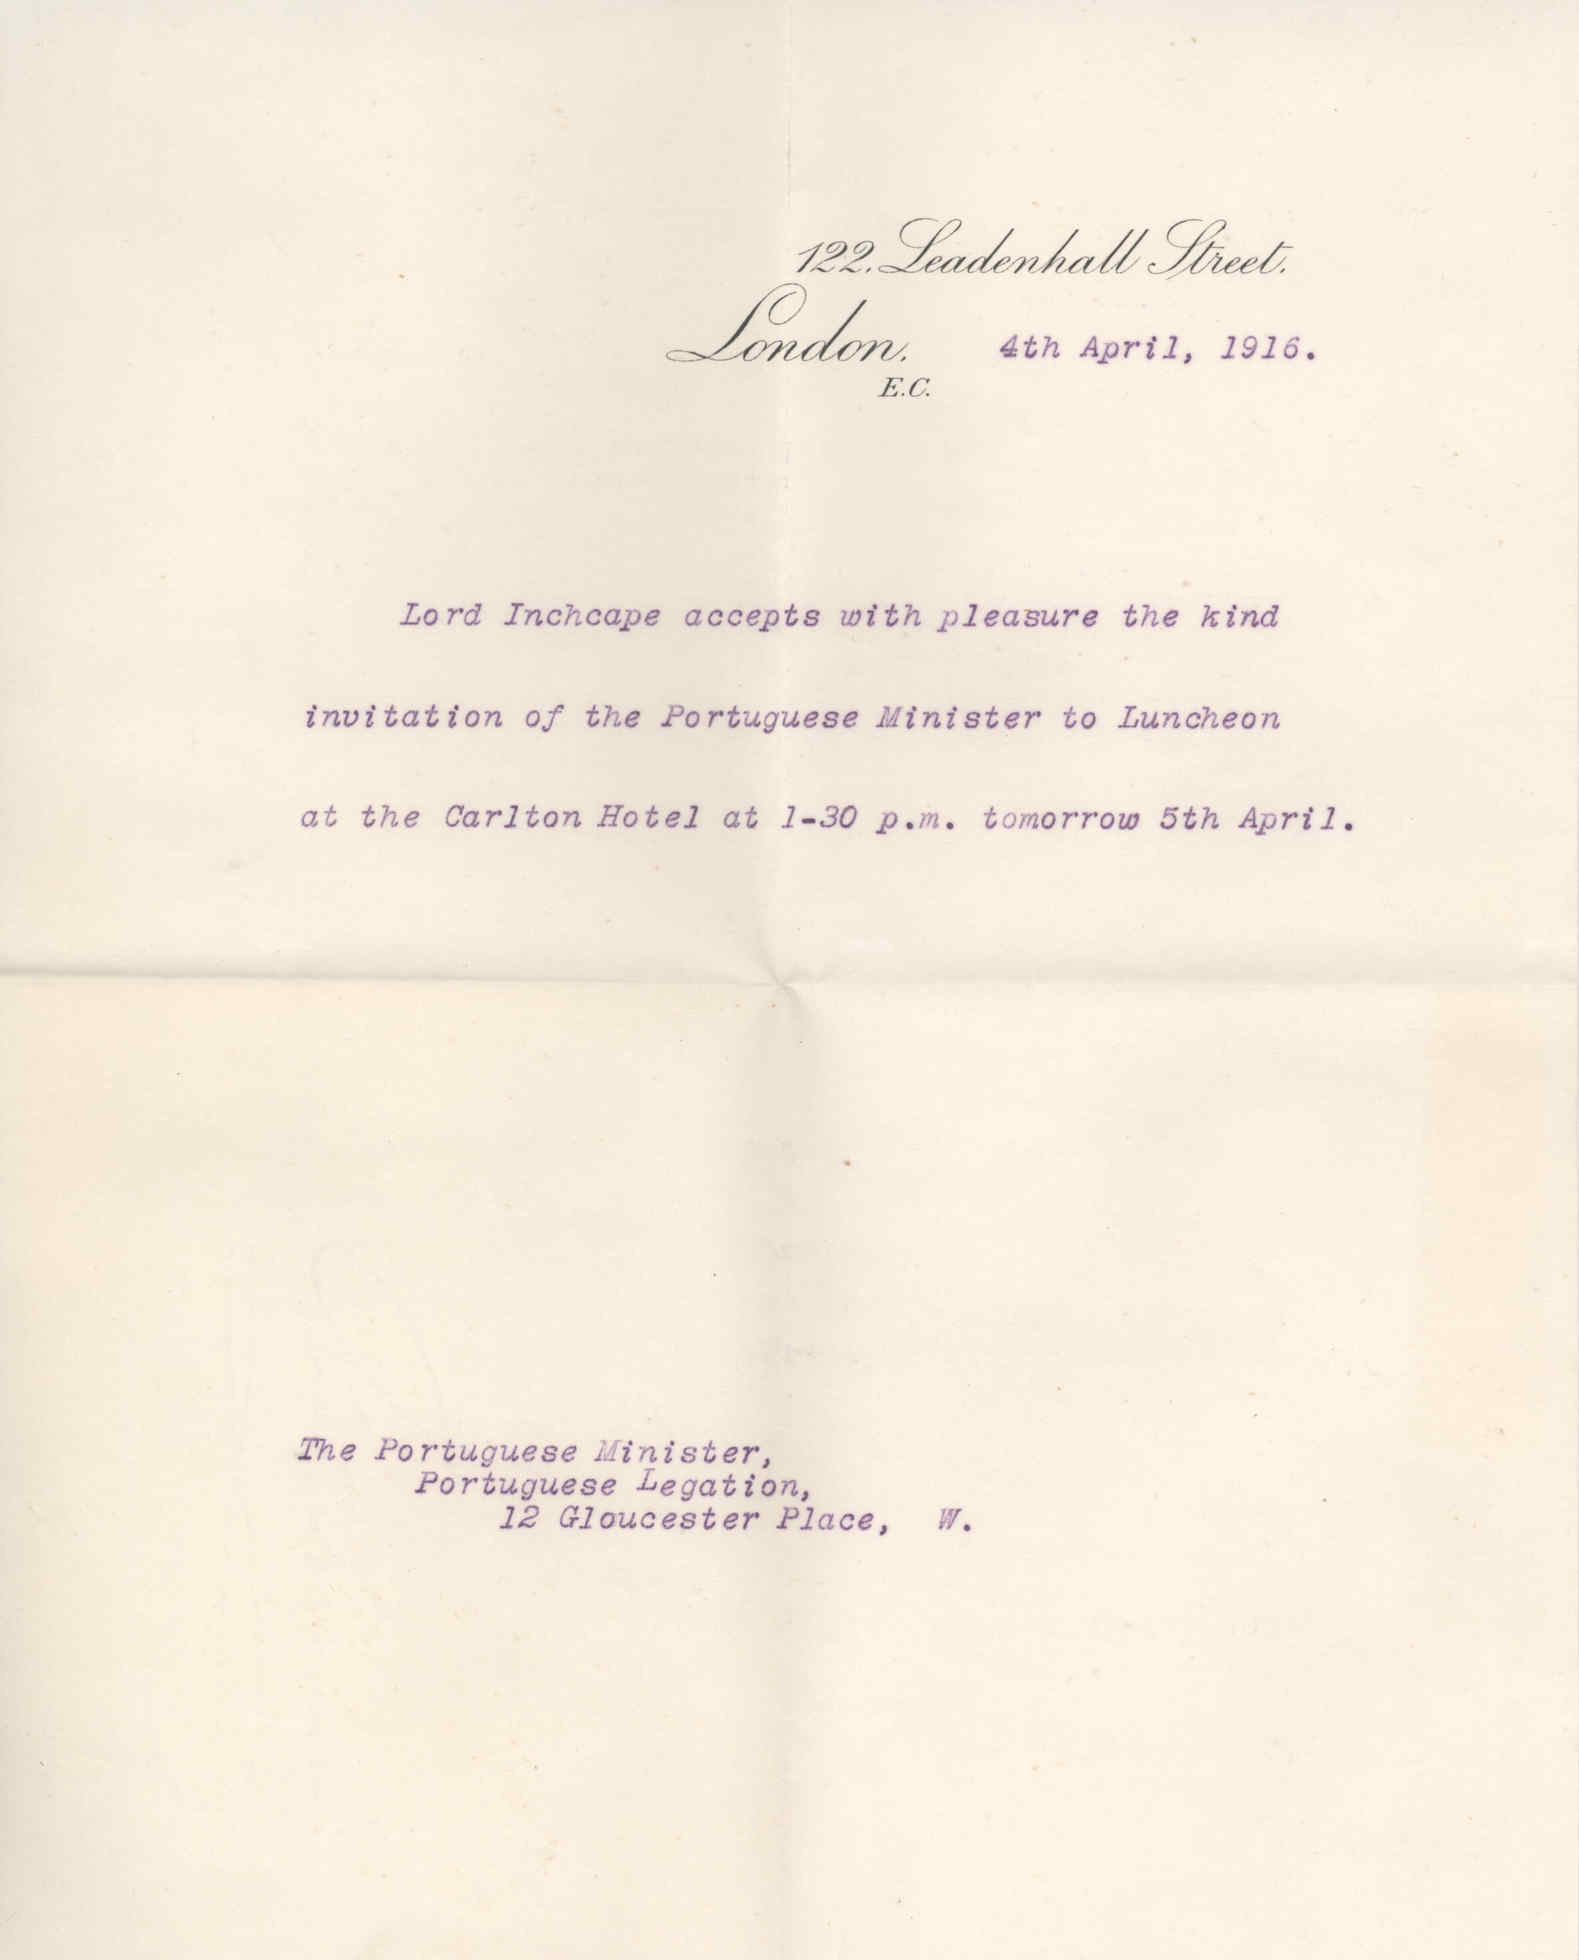 122. Leadenhall Street.
London. 4th April, 1916.
E.C.
Lord Inchcape accepts with pleasure the kind
invitation of the Portuguese Minister to Luncheon
at the Carlton Hotel at 1-30 p.m. tomorrow 5th April.
The Portuguese Minister,
Portuguese Legation,
12 Gloucester Place, W.